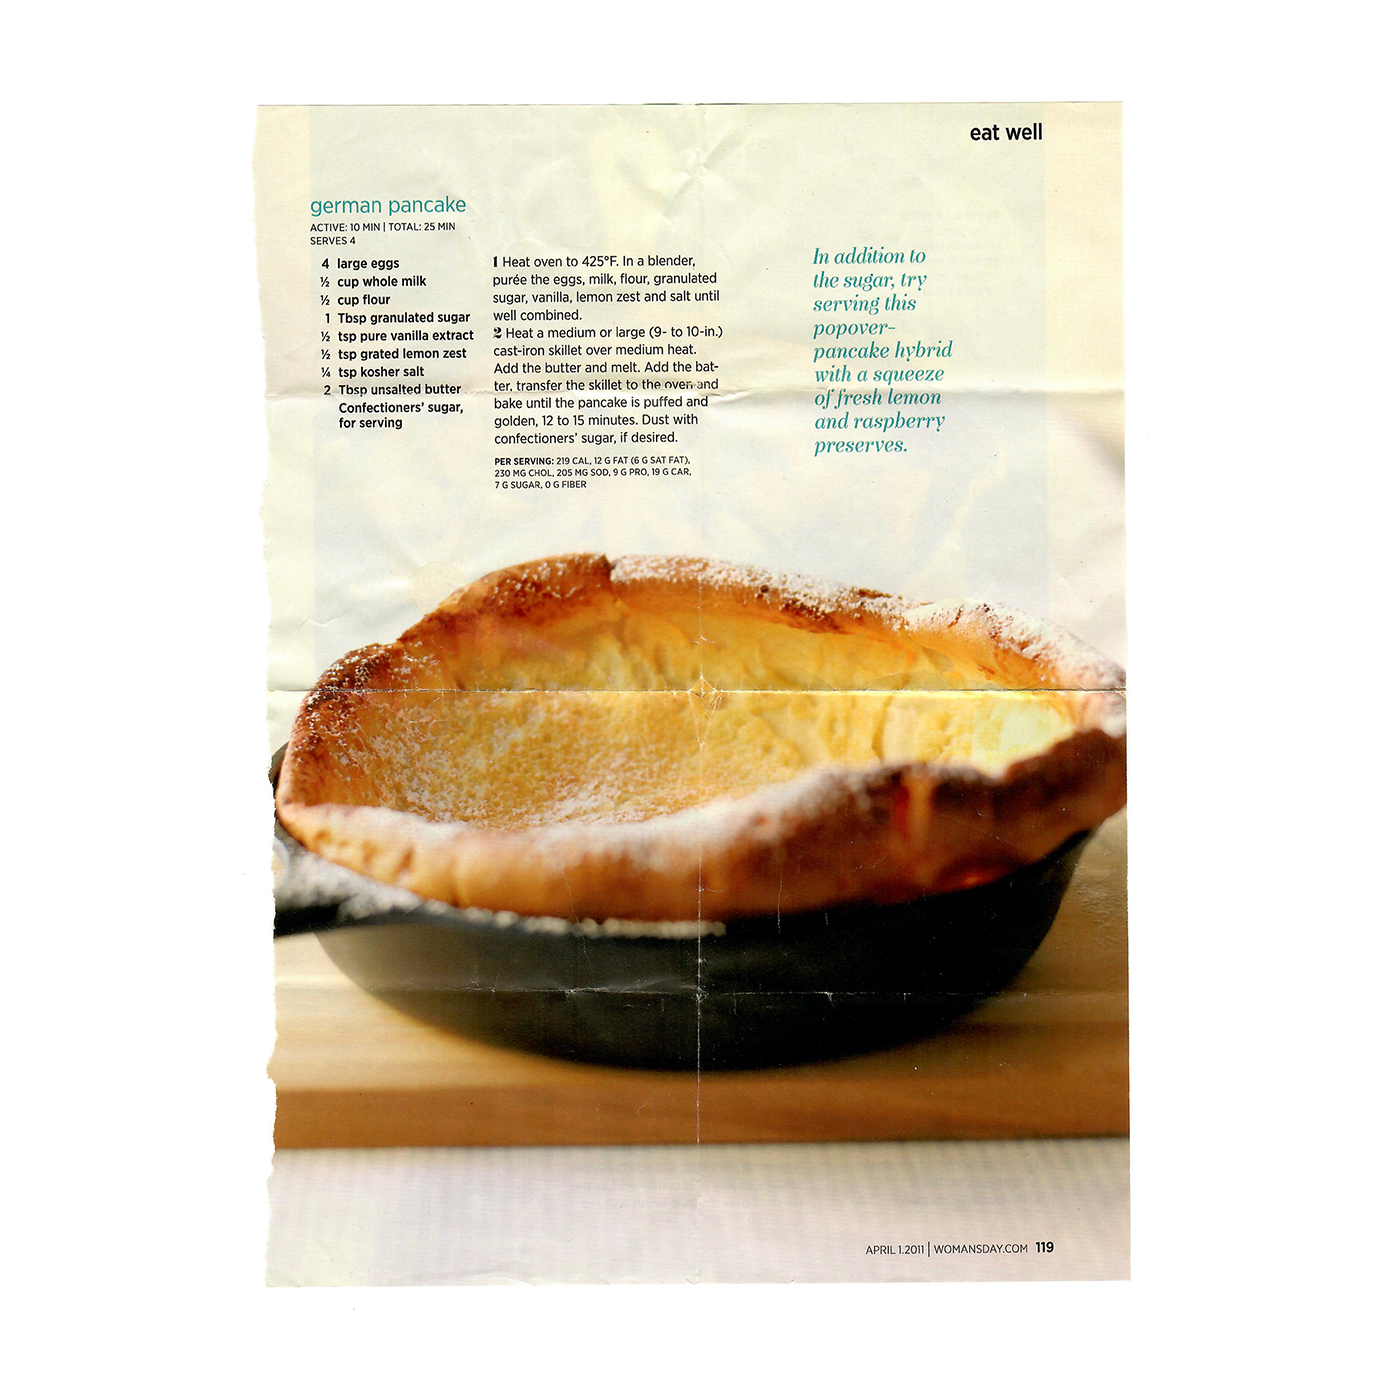 eat well
german pancake
ACTIVE: 10 MIN | TOTAL: 25 MIN
SERVES 4
4 large eggs
½ cup whole milk
½ cup flour
1 Tbsp granulated sugar
½ tsp pure vanilla extract
½ tsp grated lemon zest
¼ tsp kosher salt
2 Tbsp unsalted butter
Confectioners' sugar,
for serving
1 Heat oven to 425°F. In a blender,
purée the eggs, milk, flour, granulated
sugar, vanilla, lemon zest and salt until
well combined.
2 Heat a medium or large (9- to 10-in.)
cast-iron skillet over medium heat.
Add the butter and melt. Add the bat-
ter, transfer the skillet to the oven and
bake until the pancake is puffed and
golden, 12 to 15 minutes. Dust with
confectioners' sugar, if desired.
PER SERVING: 219 CAL, 12 G FAT (6 G SAT FAT),
230 MG CHOL, 205 MG SOD, 9 G PRO, 19 G CAR,
7 G SUGAR, 0 G FIBER
In addition to
the sugar, try
serving this
popover-
pancake hybrid
with a squeeze
of fresh lemon
and raspberry
preserves.
APRIL 1.2011 | WOMANSDAY.COM 119